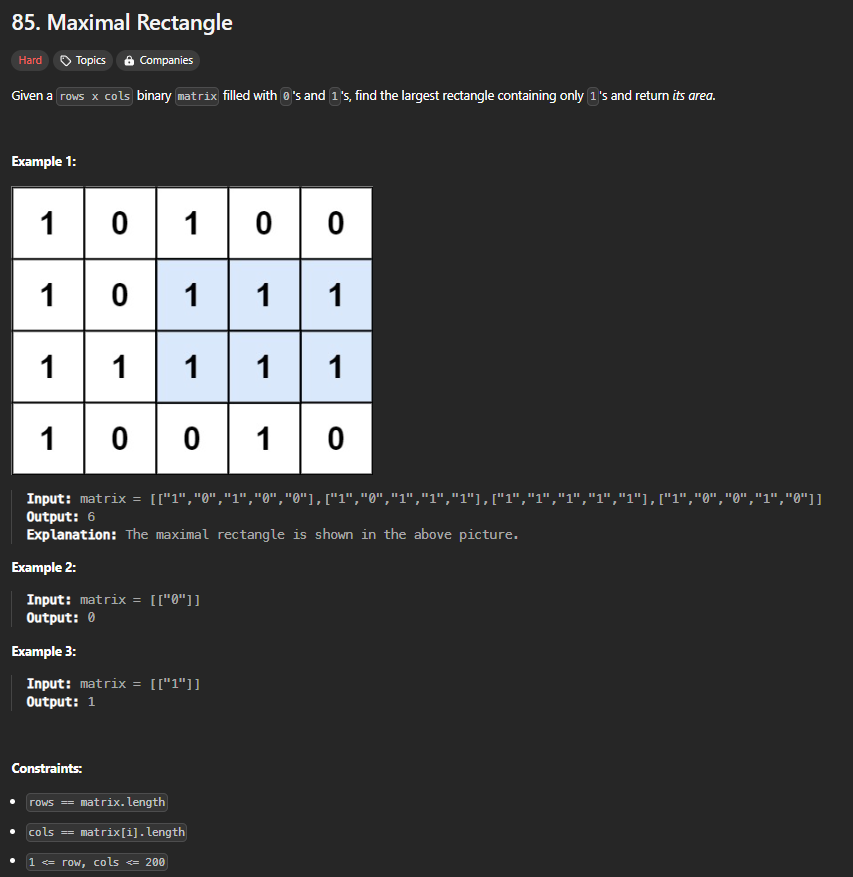 85. Maximal Rectangle
Hard Topics Companies
Given a rows x cols binary matrix filled with 0's and 1's, find the largest rectangle containing only 1's and return its area.
Example 1:
1 0 1 0 0
1 0 1 1 1
1 1 1 1 1
1 0 0 1 0
Input: matrix = [["1","0","1","0","0"],["1","0","1","1","1"],["1","1","1","1","1"],["1","0","0","1","0"]]
Output: 6
Explanation: The maximal rectangle is shown in the above picture.
Example 2:
Input: matrix = [["0"]]
Output: 0
Example 3:
Input: matrix = [["1"]]
Output: 1
Constraints:
• rows == matrix.length
• cols == matrix[i].length
• 1 <= row, cols <= 200